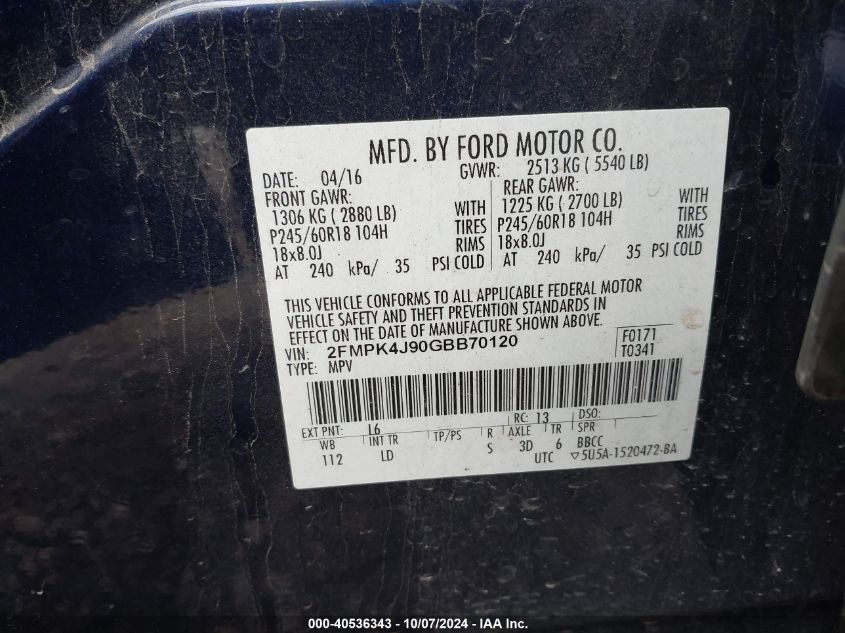 MFD. BY FORD MOTOR CO.
DATE: 04/16 GVWR: 2513 KG ( 5540 LB)
FRONT GAWR: REAR GAWR:
1306 KG ( 2880 LB) WITH 1225 KG ( 2700 LB) WITH
P245/60R18 104H TIRES P245/60R18 104H TIRES
18x8.0J RIMS 18x8.0J RIMS
AT 240 kPa/ 35 PSI COLD AT 240 kPa/ 35 PSI COLD
THIS VEHICLE CONFORMS TO ALL APPLICABLE FEDERAL MOTOR
VEHICLE SAFETY AND THEFT PREVENTION STANDARDS IN
EFFECT ON THE DATE OF MANUFACTURE SHOWN ABOVE.
VIN: 2FMPK4J90GBB70120 F0171
TYPE: MPV T0341
EXT PNT: L6 RC: 13 DSO:
WB INT TR TP/PS R AXLE TR SPR
112 LD S 3D 6 BBCC
UTC ▽5U5A-1520472-BA
000-40536343 - 10/07/2024 - IAA Inc.